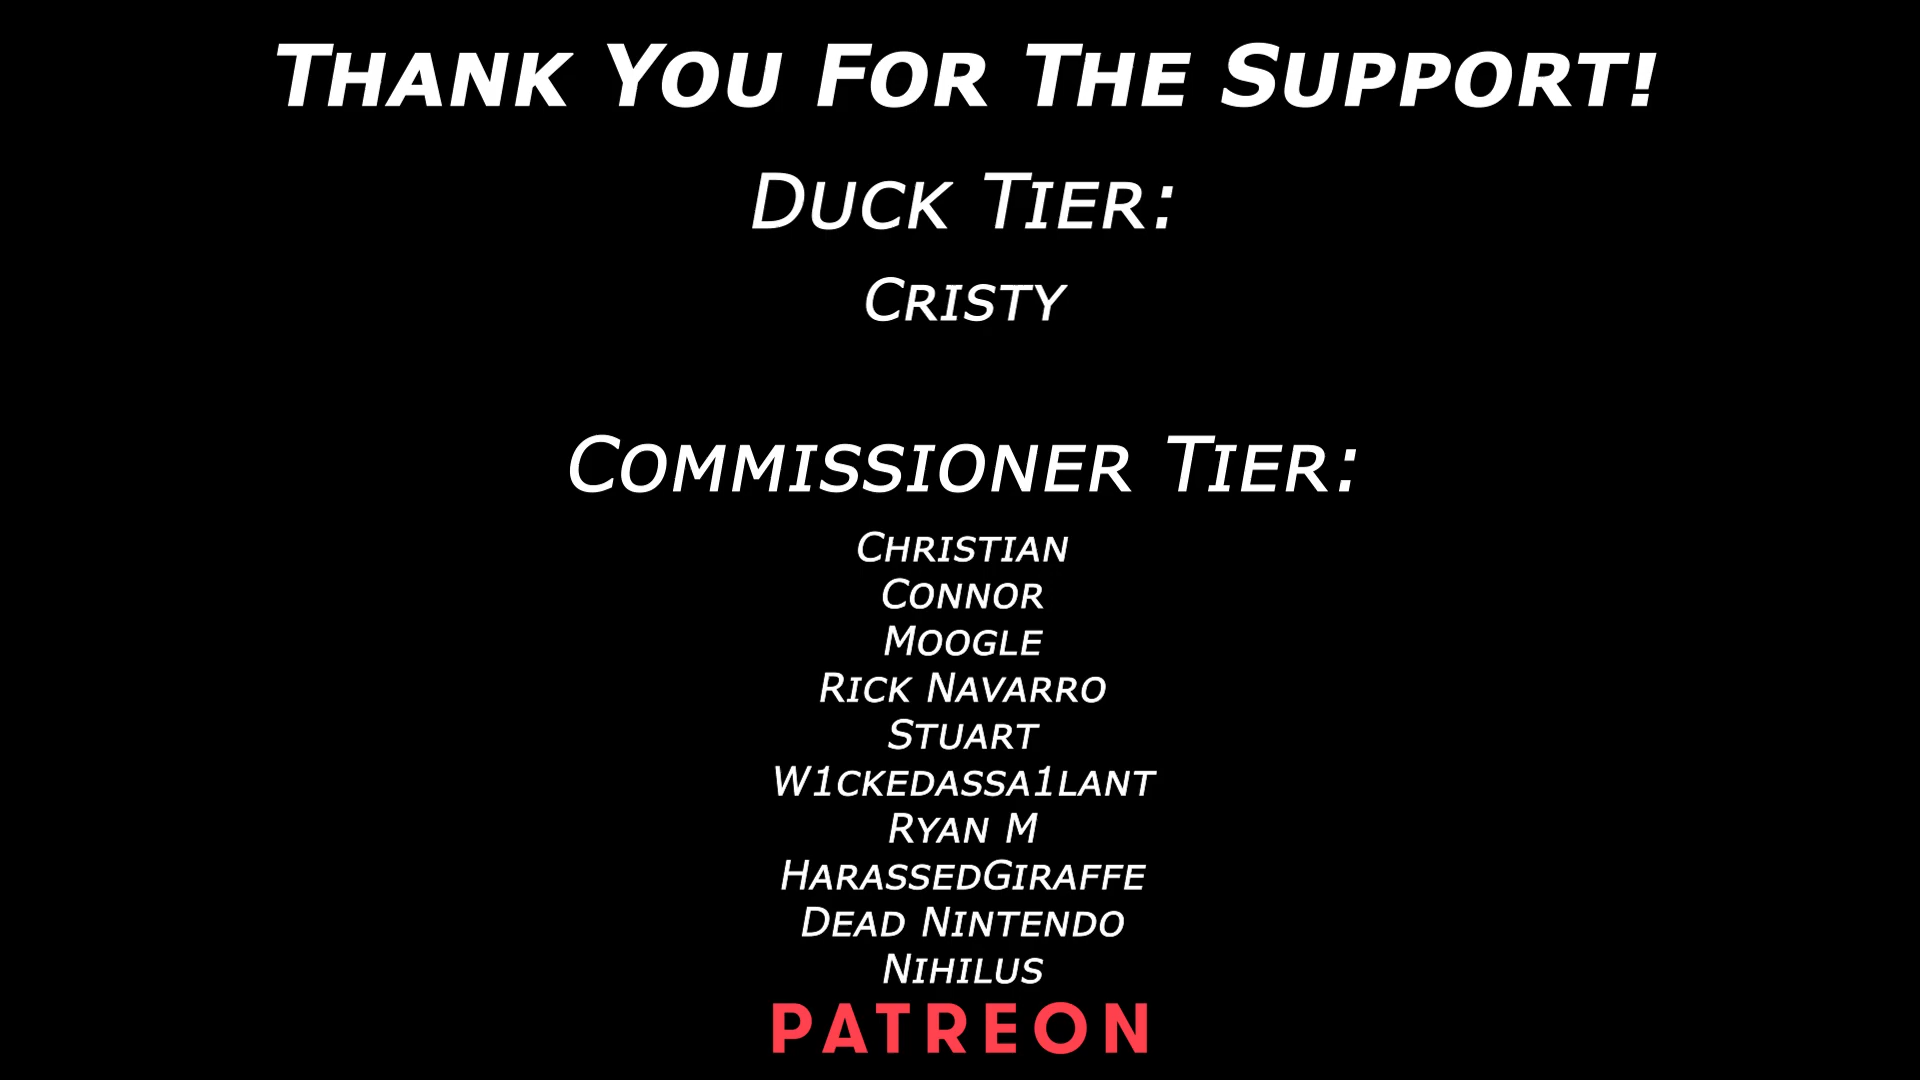 Thank You For The Support!
Duck Tier:
Cristy
Commissioner Tier:
Christian
Connor
Moogle
Rick Navarro
Stuart
W1ckedassa1lant
Ryan M
HarassedGiraffe
Dead Nintendo
Nihilus
PATREON